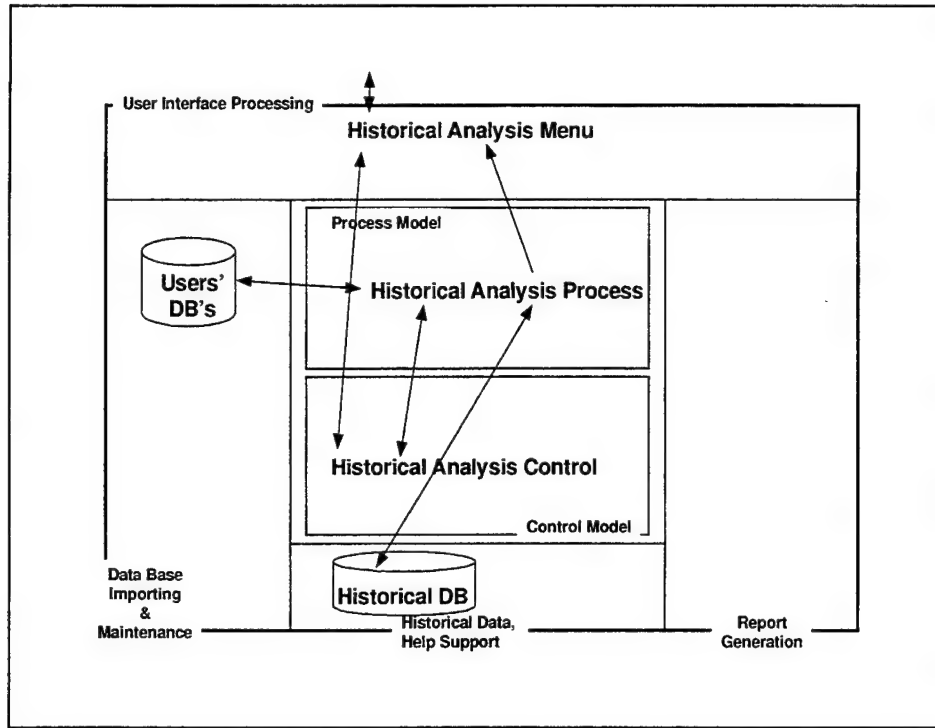 User Interface Processing
Historical Analysis Menu
Process Model
Users'
DB's
Historical Analysis Process
Historical Analysis Control
Control Model
Data Base
Importing
&
Maintenance
Historical DB
Historical Data,
Help Support
Report
Generation